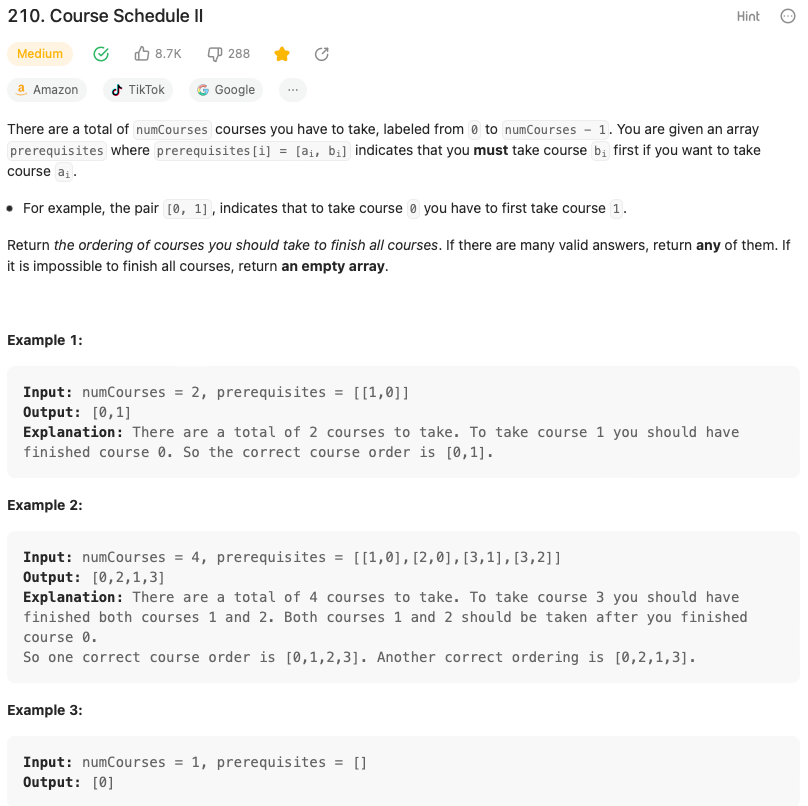 210. Course Schedule II
Hint
Medium
8.7K
288
Amazon
TikTok
Google
...
There are a total of numCourses courses you have to take, labeled from 0 to numCourses - 1. You are given an array
prerequisites where prerequisites[i] = [aᵢ, bᵢ] indicates that you must take course bᵢ first if you want to take
course aᵢ.
• For example, the pair [0, 1], indicates that to take course 0 you have to first take course 1.
Return the ordering of courses you should take to finish all courses. If there are many valid answers, return any of them. If
it is impossible to finish all courses, return an empty array.
Example 1:
Input: numCourses = 2, prerequisites = [[1,0]]
Output: [0,1]
Explanation: There are a total of 2 courses to take. To take course 1 you should have
finished course 0. So the correct course order is [0,1].
Example 2:
Input: numCourses = 4, prerequisites = [[1,0],[2,0],[3,1],[3,2]]
Output: [0,2,1,3]
Explanation: There are a total of 4 courses to take. To take course 3 you should have
finished both courses 1 and 2. Both courses 1 and 2 should be taken after you finished
course 0.
So one correct course order is [0,1,2,3]. Another correct ordering is [0,2,1,3].
Example 3:
Input: numCourses = 1, prerequisites = []
Output: [0]